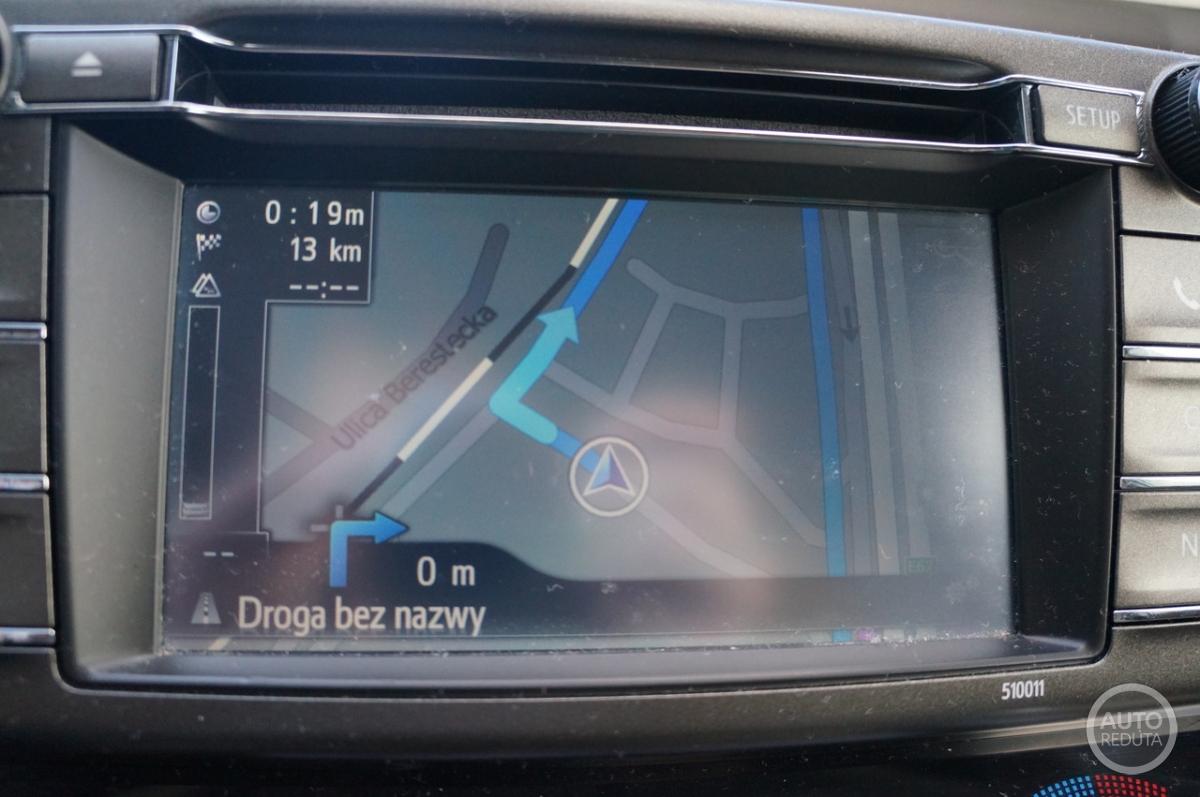 SETUP
0:19m
13 km
--:--
Ulica Berestecka
--
0 m
Droga bez nazwy
510011
AUTO
REDUTA